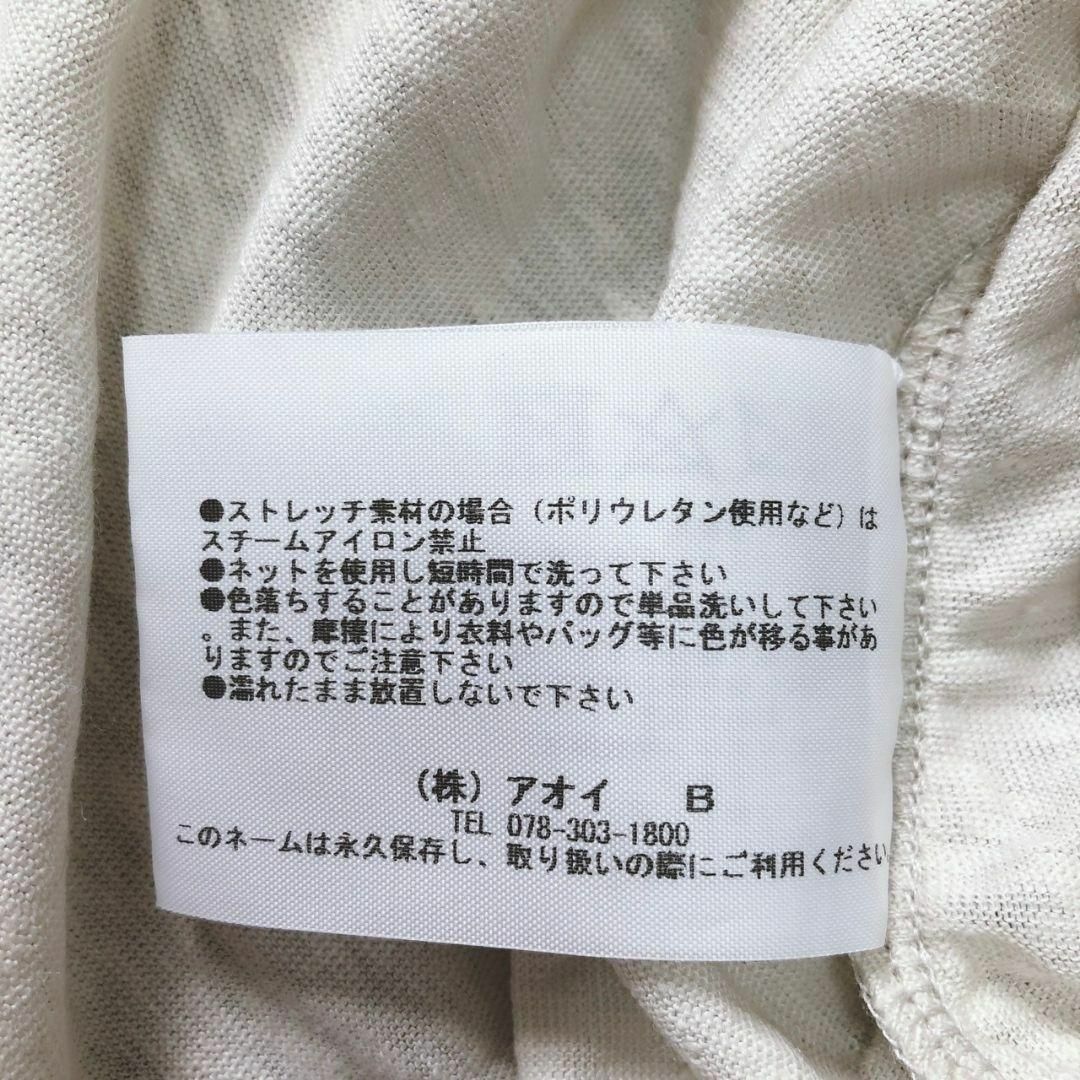 ●ストレッチ素材の場合（ポリウレタン使用など）は
スチームアイロン禁止
●ネットを使用し短時間で洗って下さい
●色落ちすることがありますので単品洗いして下さい
。また、摩擦により衣料やバッグ等に色が移る事があ
りますのでご注意下さい
●濡れたまま放置しないで下さい
（株）アオイ　B
TEL 078-303-1800
このネームは永久保存し、取り扱いの際にご利用ください